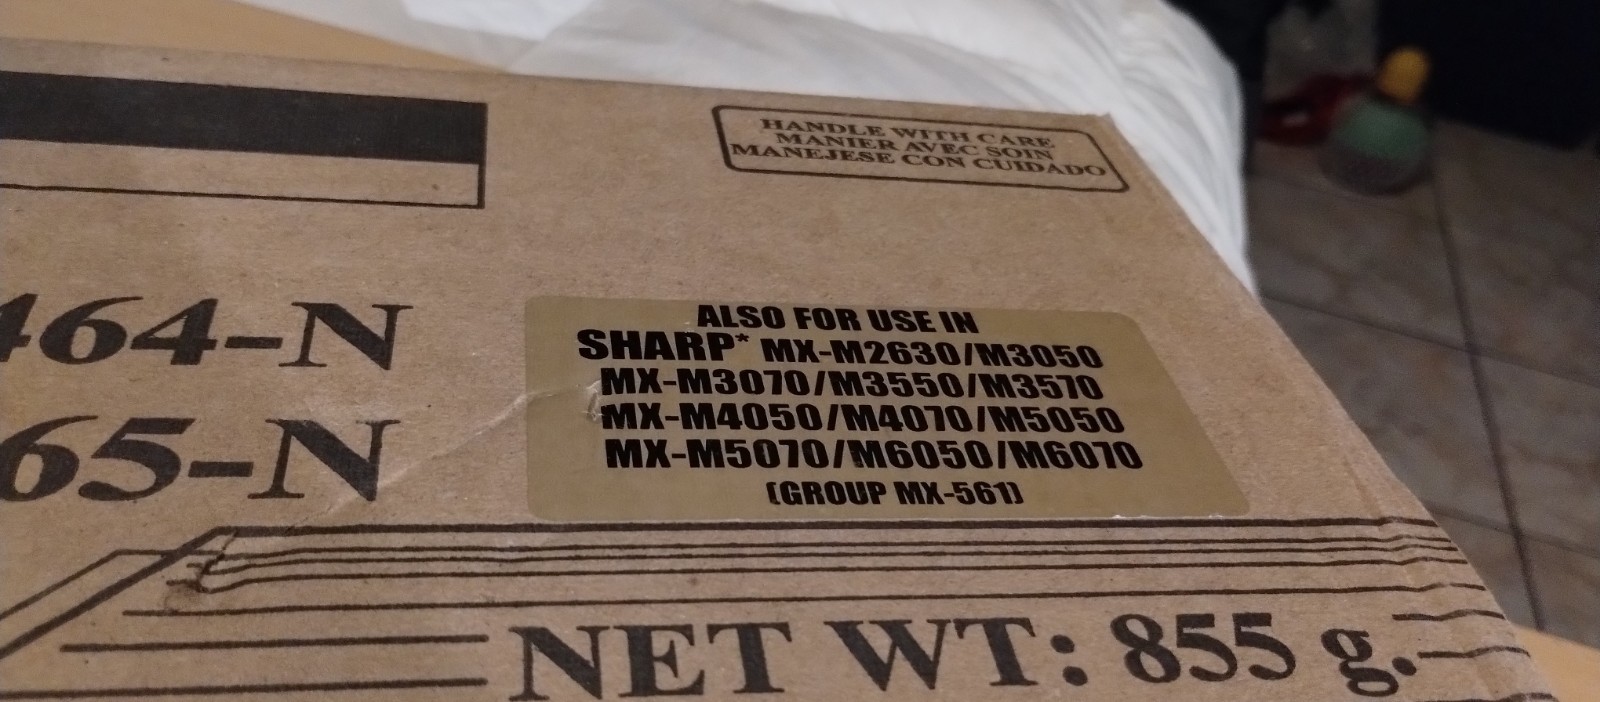 HANDLE WITH CARE
MANIER AVEC SOIN
MANEJESE CON CUIDADO
464-N
65-N
ALSO FOR USE IN
SHARP* MX-M2630/M3050
MX-M3070/M3550/M3570
MX-M4050/M4070/M5050
MX-M5070/M6050/M6070
(GROUP MX-561)
NET WT: 855 g.